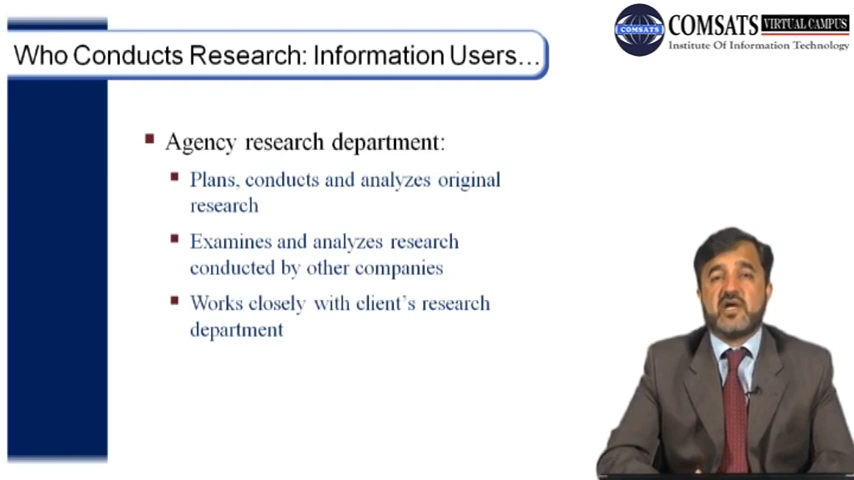 COMSATS VIRTUAL CAMPUS
COMSATS
Institute Of Information Technology
Who Conducts Research: Information Users…
Agency research department:
Plans, conducts and analyzes original
research
Examines and analyzes research
conducted by other companies
Works closely with client's research
department